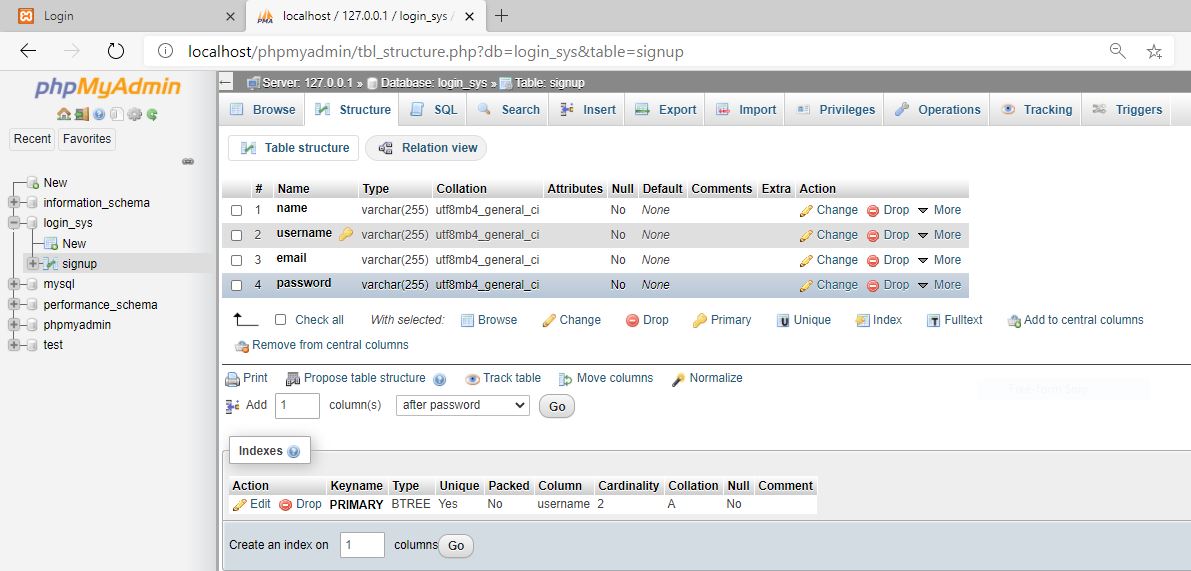 Login
localhost / 127.0.0.1 / login_sys /
localhost/phpmyadmin/tbl_structure.php?db=login_sys&table=signup
phpMyAdmin
Recent Favorites
New
information_schema
login_sys
New
signup
mysql
performance_schema
phpmyadmin
test
Server: 127.0.0.1 » Database: login_sys » Table: signup
Browse Structure SQL Search Insert Export Import Privileges Operations Tracking Triggers
Table structure Relation view
# Name Type Collation Attributes Null Default Comments Extra Action
1 name varchar(255) utf8mb4_general_ci No None Change Drop More
2 username varchar(255) utf8mb4_general_ci No None Change Drop More
3 email varchar(255) utf8mb4_general_ci No None Change Drop More
4 password varchar(255) utf8mb4_general_ci No None Change Drop More
Check all With selected: Browse Change Drop Primary Unique Index Fulltext Add to central columns
Remove from central columns
Print Propose table structure Track table Move columns Normalize
Add 1 column(s) after password Go
Free-form Snip
Indexes
Action Keyname Type Unique Packed Column Cardinality Collation Null Comment
Edit Drop PRIMARY BTREE Yes No username 2 A No
Create an index on 1 columns Go